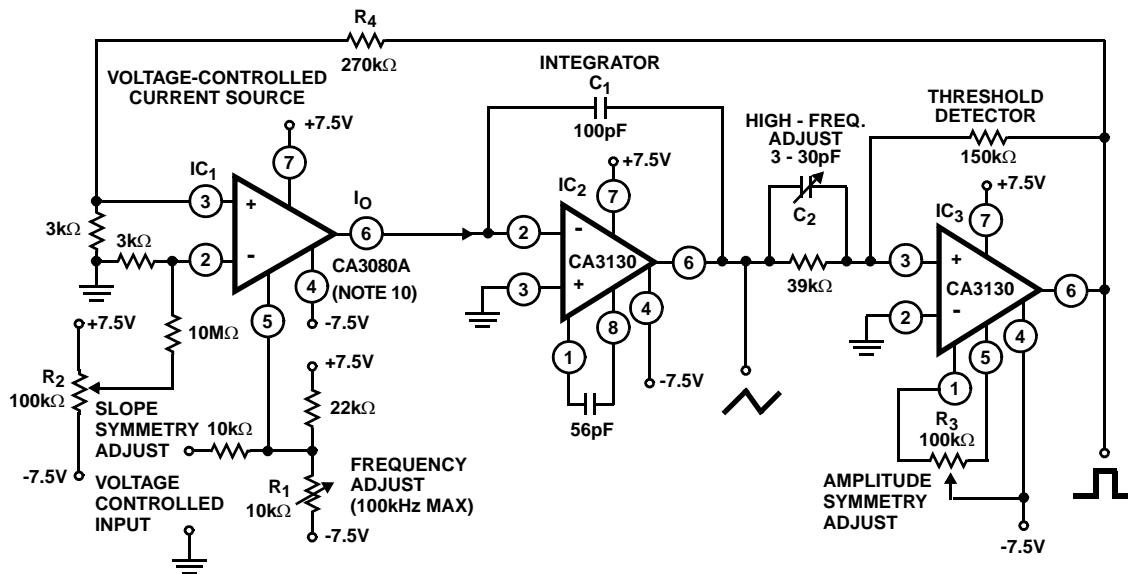 R4
270kΩ
VOLTAGE-CONTROLLED
CURRENT SOURCE
+7.5V
7
IC1
3
+
3kΩ
3kΩ
2
-
IO
6
CA3080A
(NOTE 10)
4
-7.5V
5
+7.5V
10MΩ
R2
100kΩ
SLOPE
SYMMETRY
ADJUST
-7.5V
VOLTAGE
CONTROLLED
INPUT
10kΩ
+7.5V
22kΩ
R1
10kΩ
FREQUENCY
ADJUST
(100kHz MAX)
-7.5V
INTEGRATOR
C1
100pF
+7.5V
IC2
7
2
-
CA3130
3
+
6
4
8
1
-7.5V
56pF
HIGH - FREQ.
ADJUST
3 - 30pF
C2
39kΩ
THRESHOLD
DETECTOR
150kΩ
+7.5V
IC3
7
3
+
CA3130
2
-
6
4
5
1
R3
100kΩ
AMPLITUDE
SYMMETRY
ADJUST
-7.5V